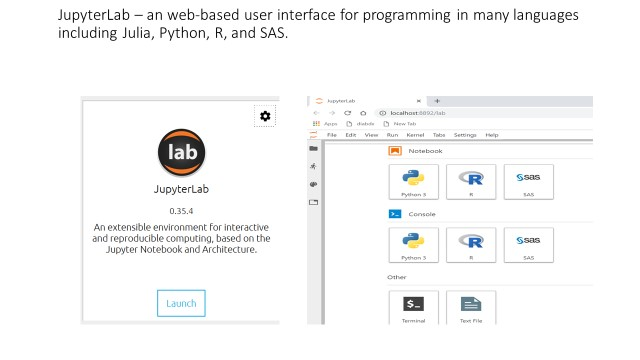 JupyterLab – an web-based user interface for programming in many languages
including Julia, Python, R, and SAS.
lab
JupyterLab
0.35.4
An extensible environment for interactive
and reproducible computing, based on the
Jupyter Notebook and Architecture.
Launch
JupyterLab
localhost:8892/lab
Apps diabde New Tab
File Edit View Run Kernel Tabs Settings Help
Notebook
R sas
Python 3 R SAS
Console
R sas
Python 3 R SAS
Other
$_
Terminal Text File